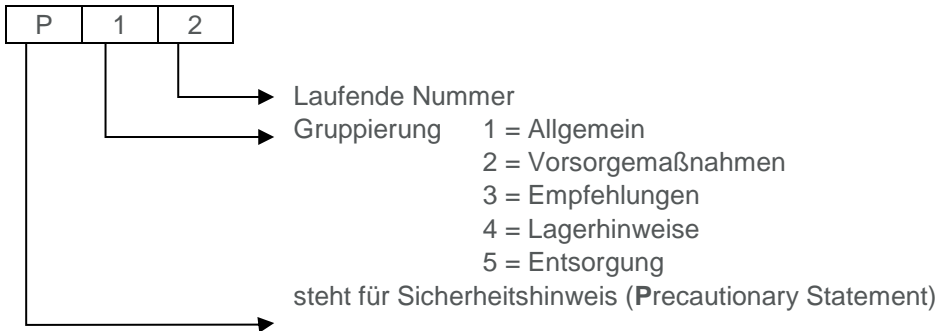 P 1 2
Laufende Nummer
Gruppierung 1 = Allgemein
2 = Vorsorgemaßnahmen
3 = Empfehlungen
4 = Lagerhinweise
5 = Entsorgung
steht für Sicherheitshinweis (Precautionary Statement)